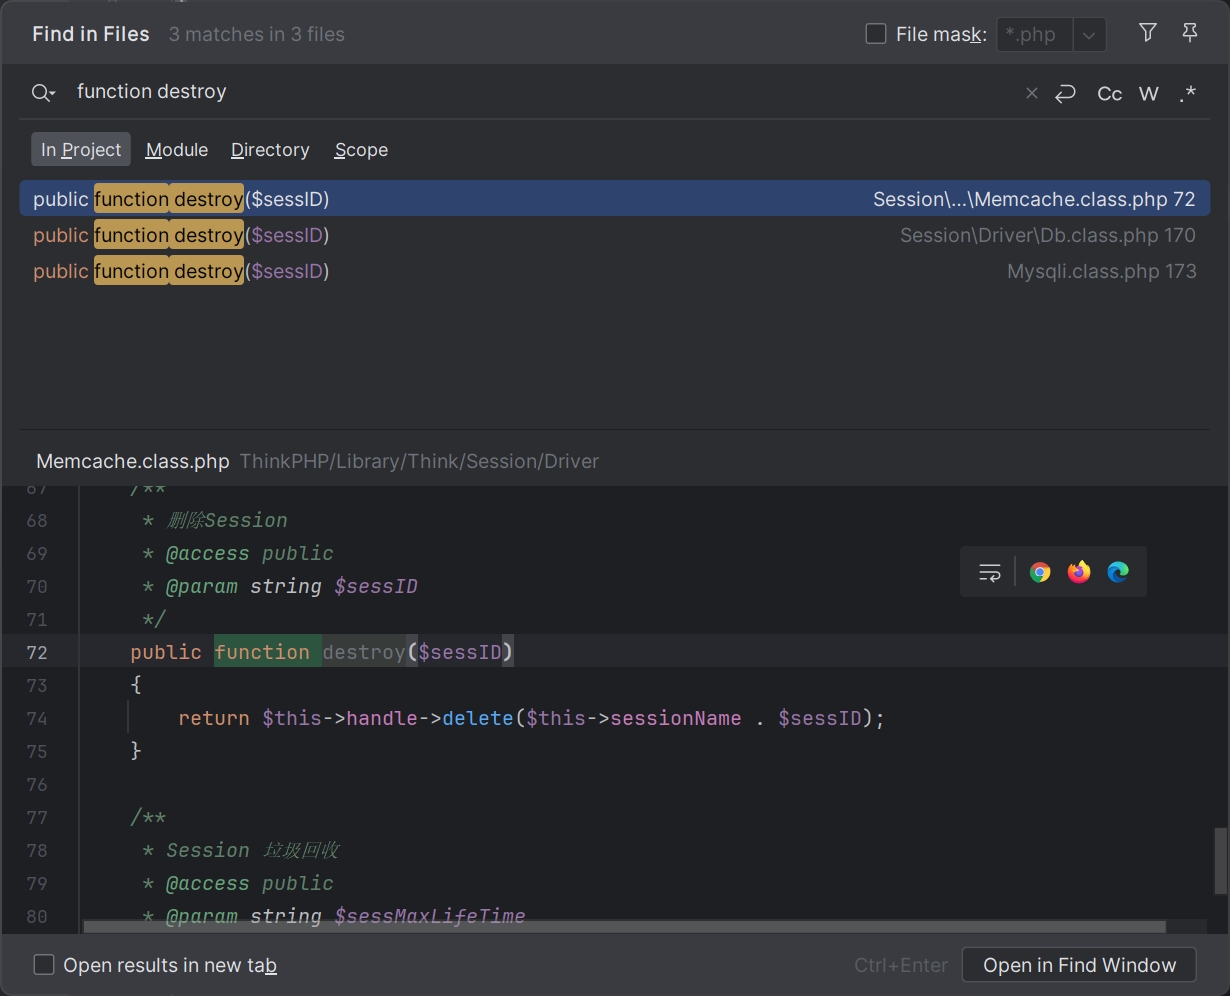 Find in Files 3 matches in 3 files File mask: *.php
function destroy Cc W .*
In Project Module Directory Scope
public function destroy($sessID) Session\...\Memcache.class.php 72
public function destroy($sessID) Session\Driver\Db.class.php 170
public function destroy($sessID) Mysqli.class.php 173
Memcache.class.php ThinkPHP/Library/Think/Session/Driver
67 /**
68 * 删除Session
69 * @access public
70 * @param string $sessID
71 */
72 public function destroy($sessID)
73 {
74 return $this->handle->delete($this->sessionName . $sessID);
75 }
76
77 /**
78 * Session 垃圾回收
79 * @access public
80 * @param string $sessMaxLifeTime
Open results in new tab Ctrl+Enter Open in Find Window